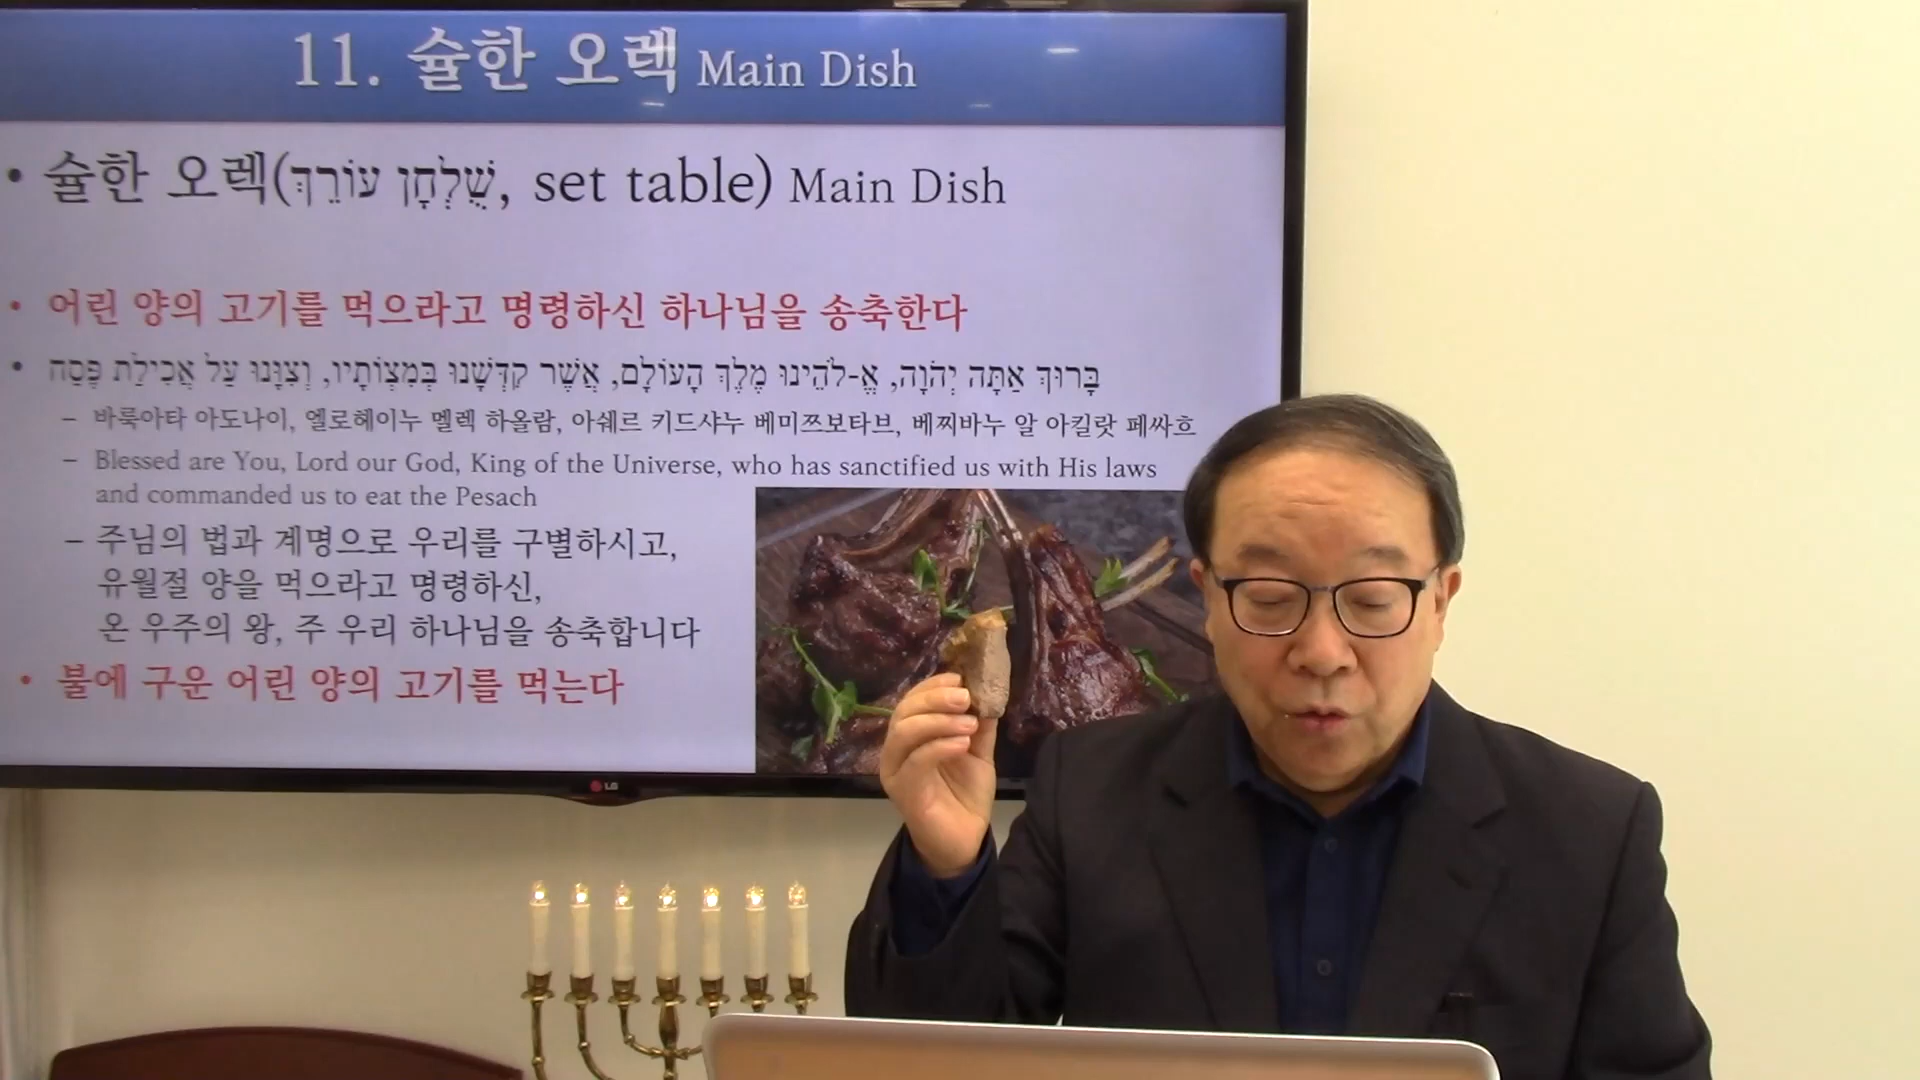 11. 슐한 오렉 Main Dish
• 슐한 오렉(שֻׁלְחָן עוֹרֵךְ, set table) Main Dish
• 어린 양의 고기를 먹으라고 명령하신 하나님을 송축한다
• בָּרוּךְ אַתָּה יְהֹוָה, אֱ-לֹהֵינוּ מֶלֶךְ הָעוֹלָם, אֲשֶׁר קִדְּשָׁנוּ בְּמִצְוֹתָיו, וְצִוָּנוּ עַל אֲכִילַת פֶּסַח
– 바룩아타 아도나이, 엘로헤이누 멜렉 하올람, 아쉐르 키드샤누 베미쯔보타브, 베찌바누 알 아킬랏 페싸흐
– Blessed are You, Lord our God, King of the Universe, who has sanctified us with His laws
and commanded us to eat the Pesach
– 주님의 법과 계명으로 우리를 구별하시고,
유월절 양을 먹으라고 명령하신,
온 우주의 왕, 주 우리 하나님을 송축합니다
• 불에 구운 어린 양의 고기를 먹는다
LG